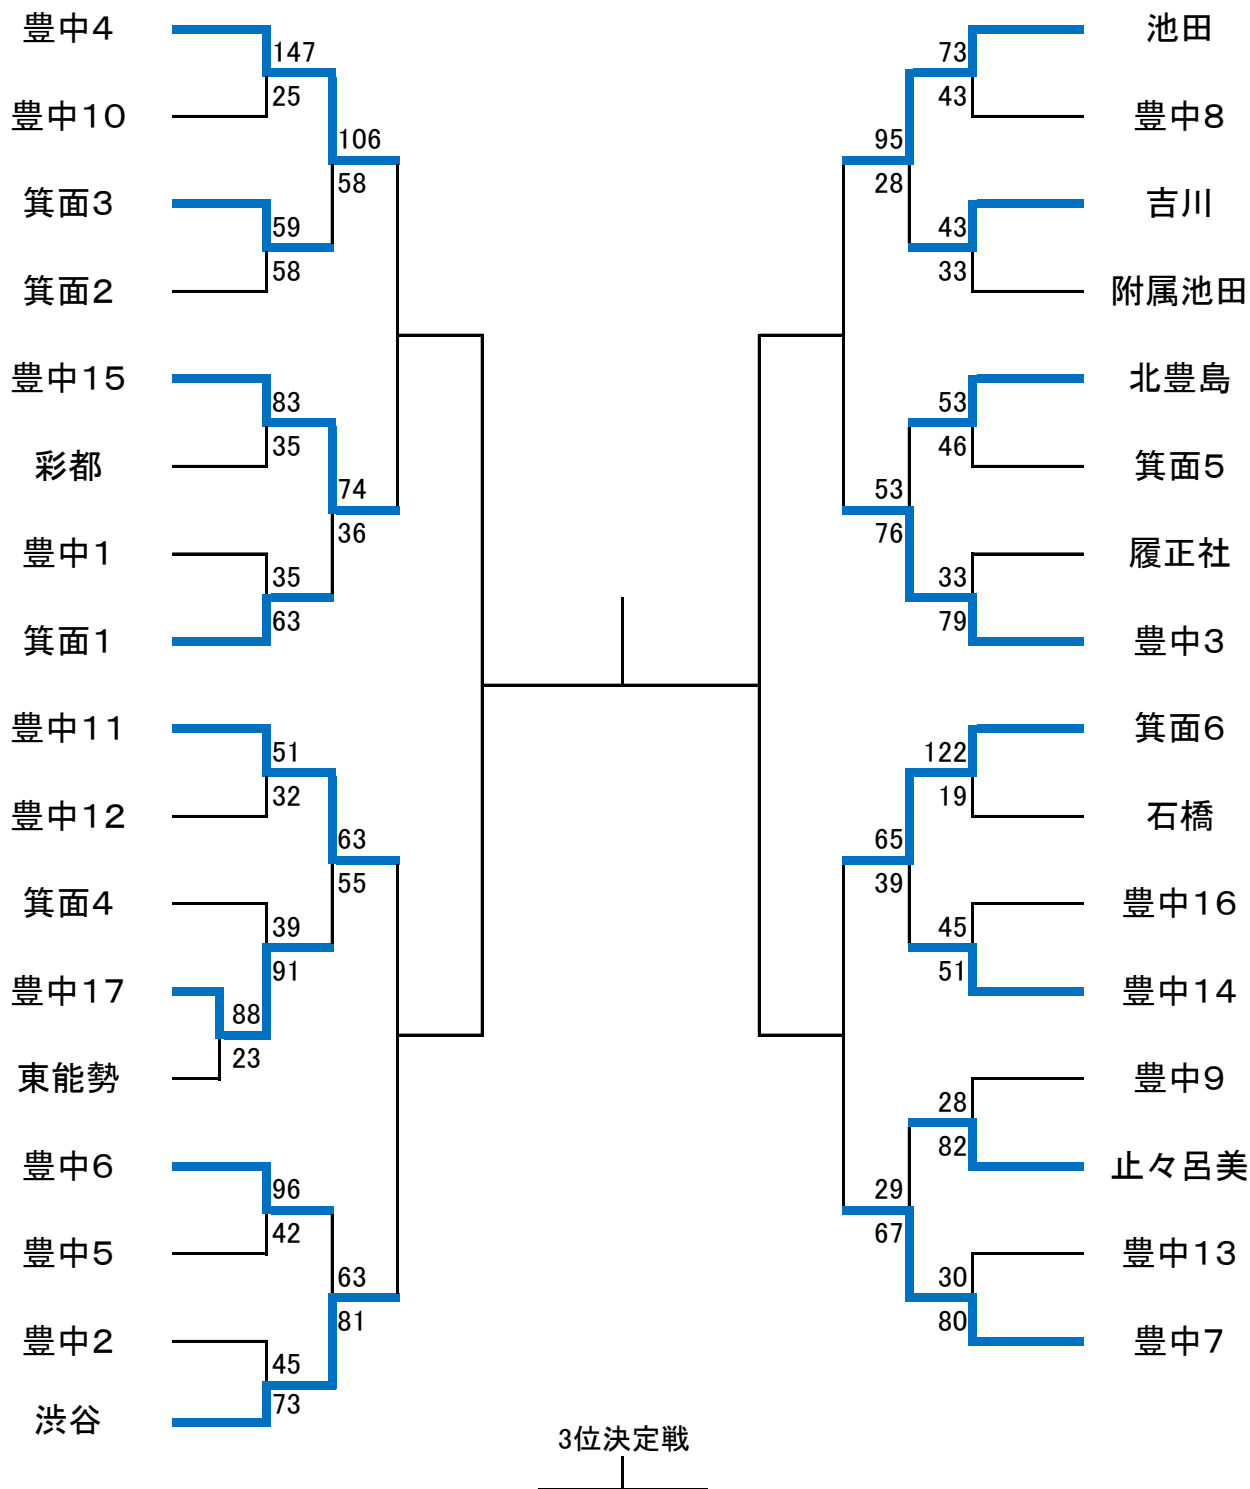 豊中4
147
25
豊中10
106
58
箕面3
59
58
箕面2
豊中15
83
35
彩都
74
36
豊中1
35
63
箕面1
豊中11
51
32
豊中12
63
55
箕面4
39
91
豊中17
88
23
東能勢
豊中6
96
42
豊中5
63
81
豊中2
45
73
渋谷
池田
73
43
豊中8
95
28
吉川
43
33
附属池田
北豊島
53
46
箕面5
53
76
履正社
33
79
豊中3
箕面6
122
19
石橋
65
39
豊中16
45
51
豊中14
豊中9
28
82
止々呂美
29
67
豊中13
30
80
豊中7
3位決定戦